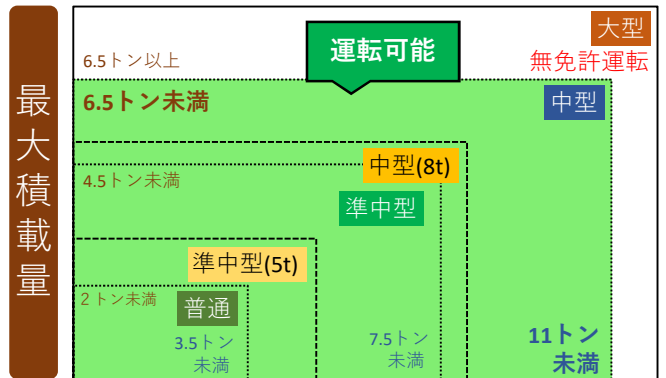 最大積載量
大型
運転可能
6.5トン以上
無免許運転
6.5トン未満
中型
中型(8t)
4.5トン未満
準中型
準中型(5t)
2トン未満
普通
3.5トン
未満
7.5トン
未満
11トン
未満